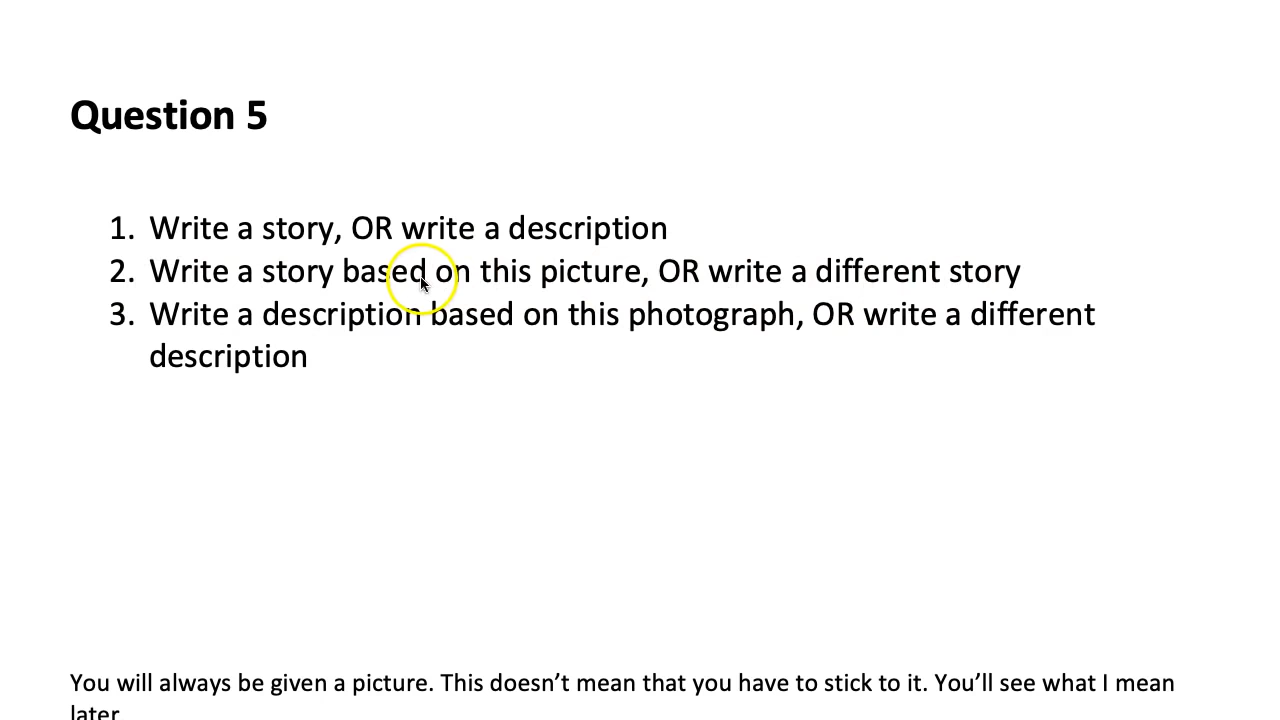 Question 5
1. Write a story, OR write a description
2. Write a story based on this picture, OR write a different story
3. Write a description based on this photograph, OR write a different
description
You will always be given a picture. This doesn’t mean that you have to stick to it. You’ll see what I mean
later.